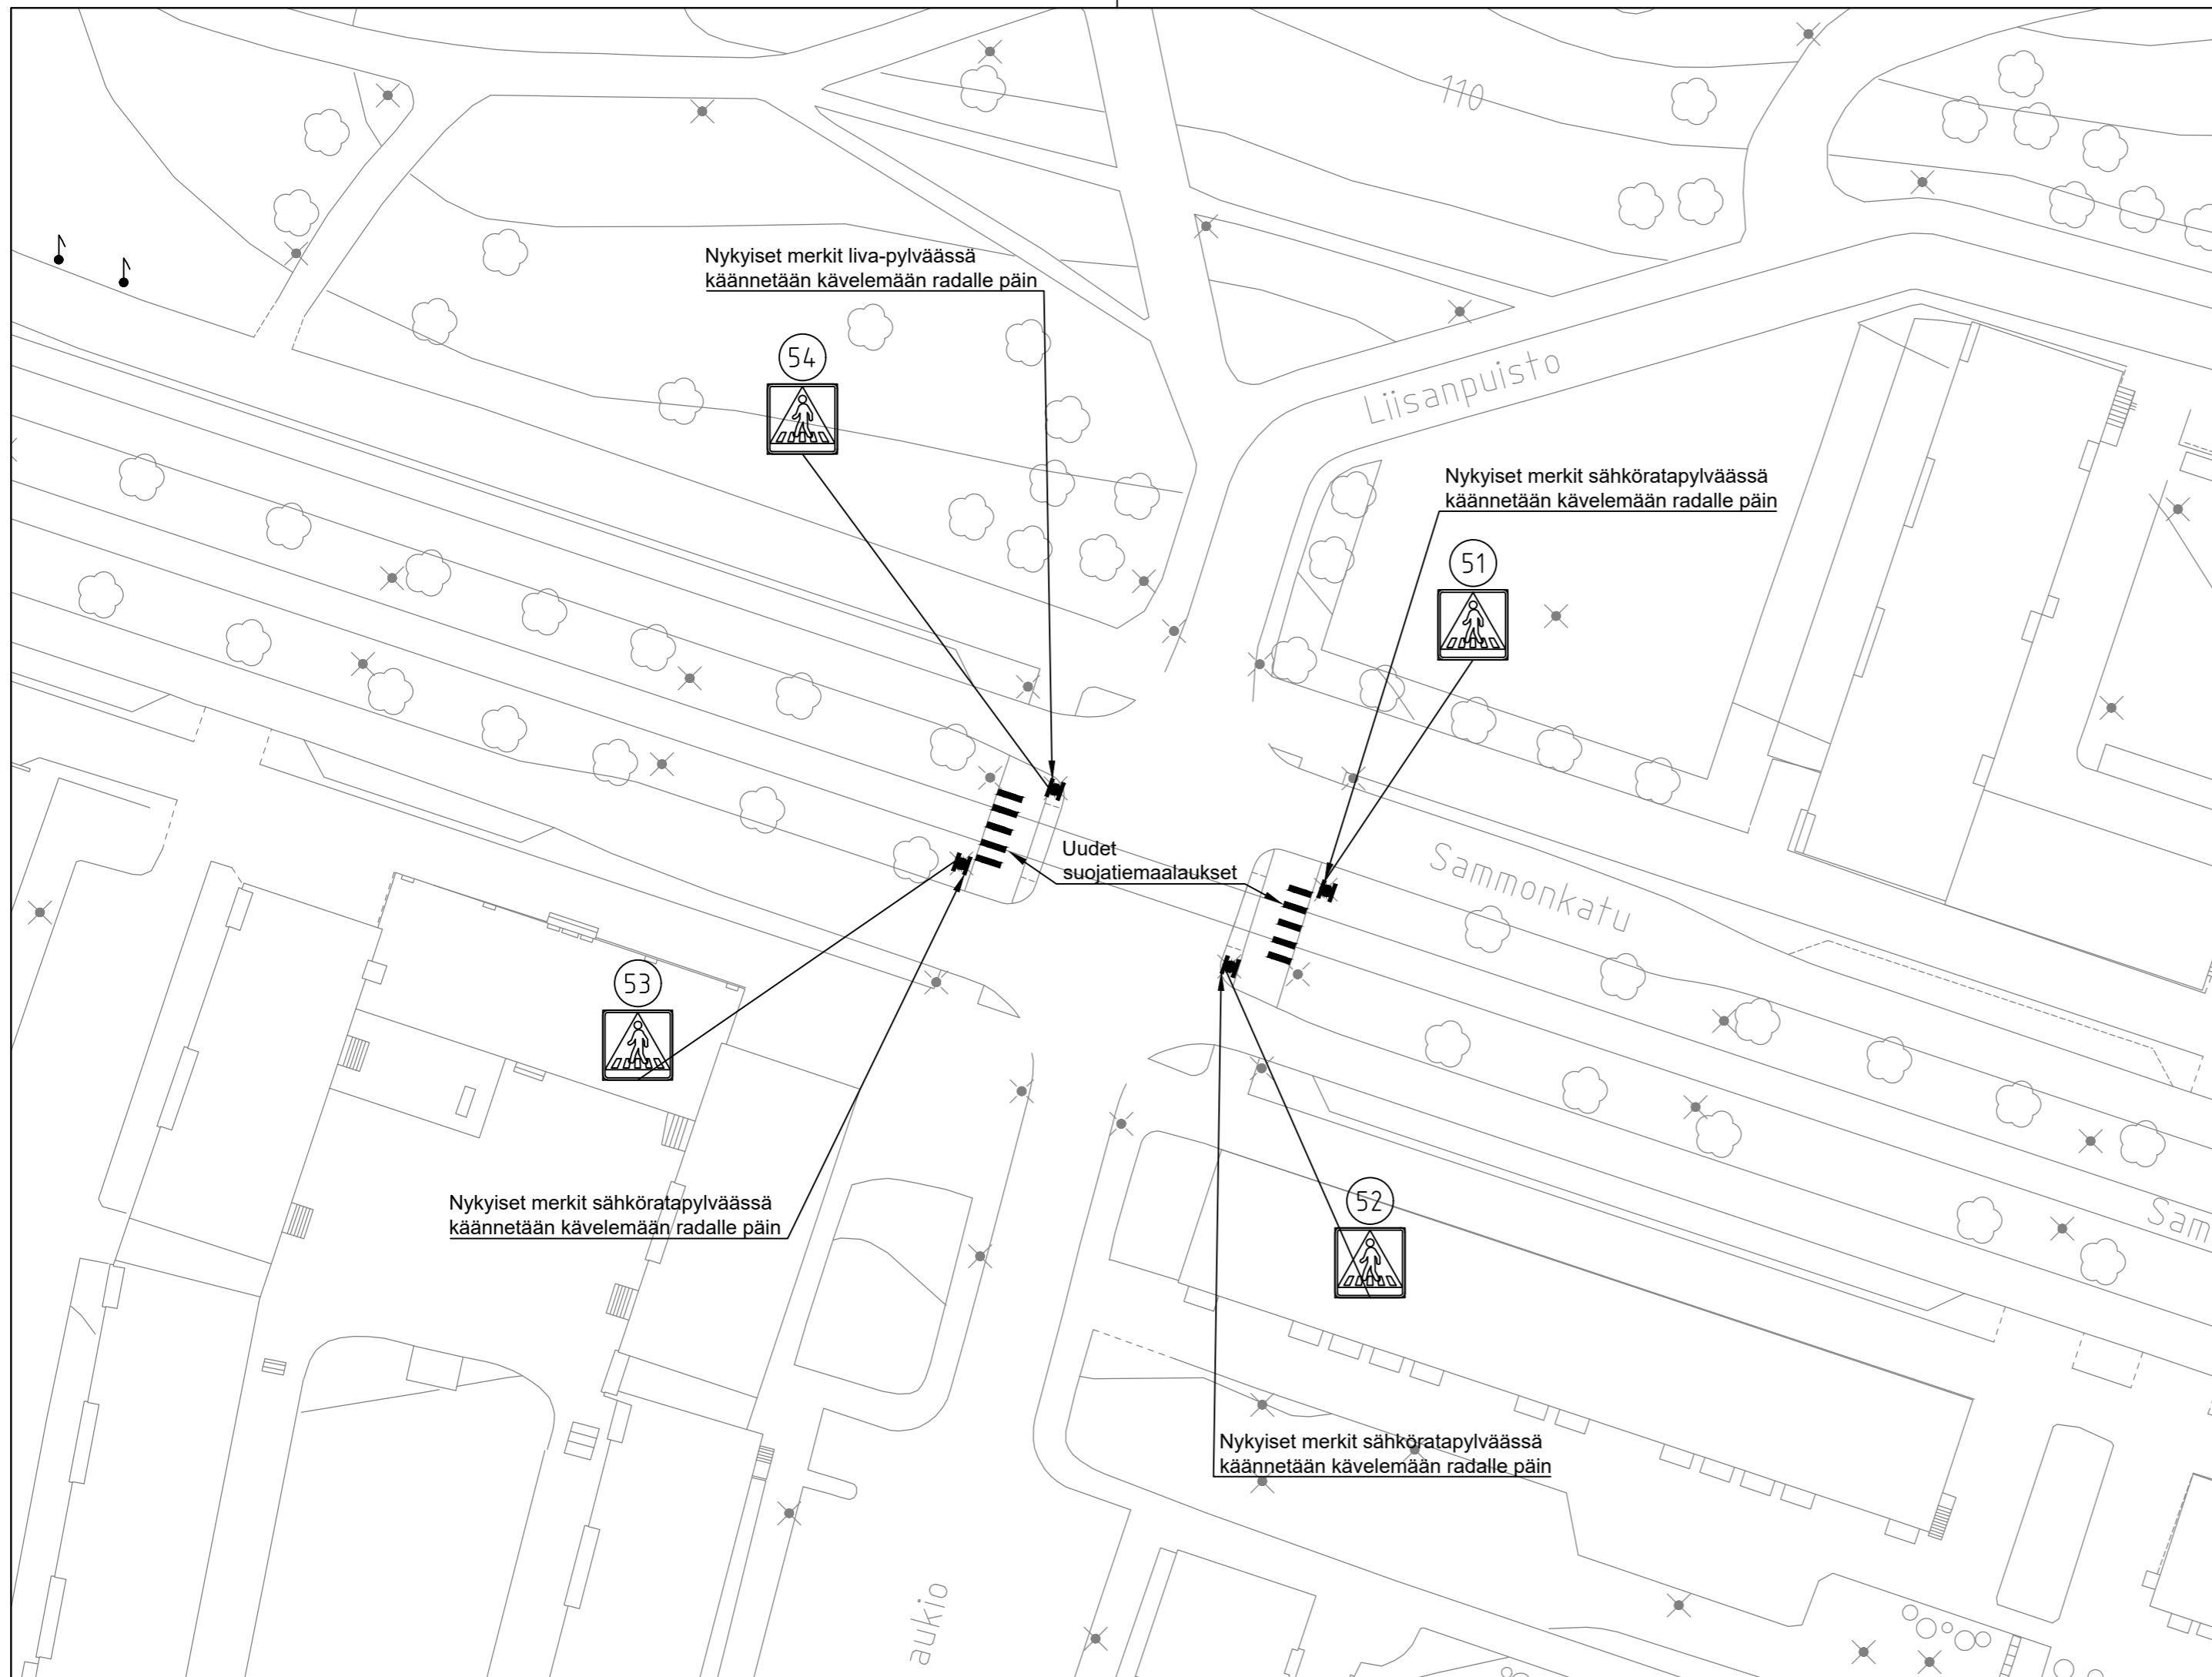 110
Nykyiset merkit liva-pylväässä
käännetään kävelemään radalle päin
54
Liisanpuisto
Nykyiset merkit sähköratapylväässä
käännetään kävelemään radalle päin
51
Uudet
suojatiemaalaukset
Sammonkatu
53
Nykyiset merkit sähköratapylväässä
käännetään kävelemään radalle päin
52
Sam
Nykyiset merkit sähköratapylväässä
käännetään kävelemään radalle päin
aukio